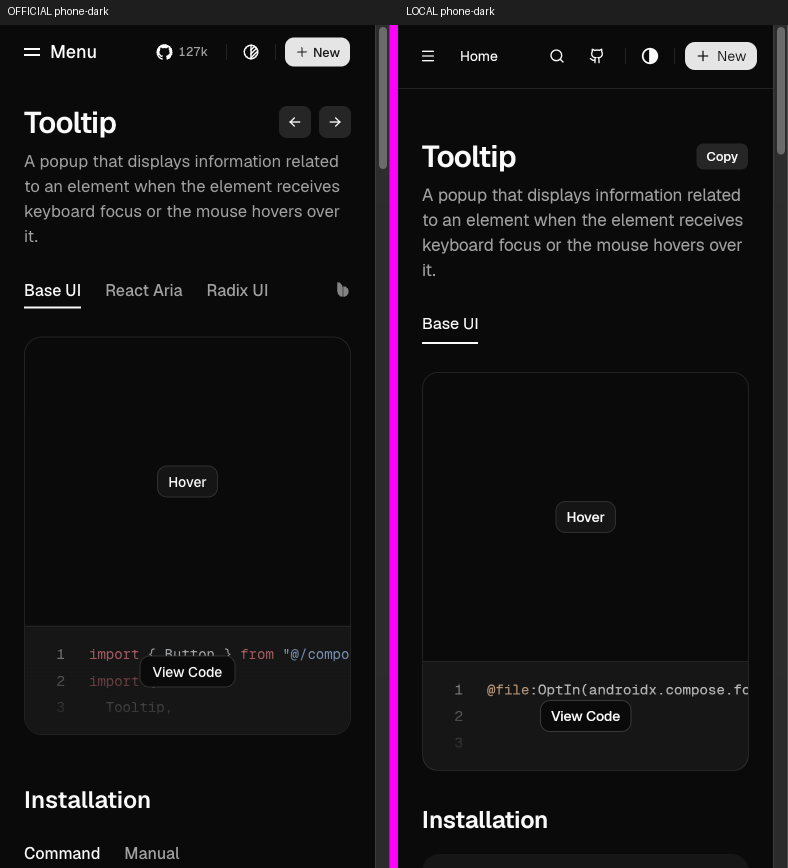 OFFICIAL phone-dark
Menu
127k
New
Tooltip
A popup that displays information related
to an element when the element receives
keyboard focus or the mouse hovers over
it.
Base UI
React Aria
Radix UI
Hover
1 import { Button } from "@/compo
2 import
3 Tooltip,
View Code
Installation
Command
Manual
LOCAL phone-dark
Home
New
Tooltip
Copy
A popup that displays information related
to an element when the element receives
keyboard focus or the mouse hovers over
it.
Base UI
Hover
1 @file:OptIn(androidx.compose.fo
2
3
View Code
Installation